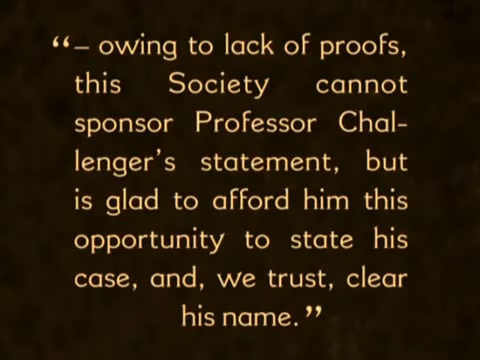 “– owing to lack of proofs,
this Society cannot
sponsor Professor Chal-
lenger's statement, but
is glad to afford him this
opportunity to state his
case, and, we trust, clear
his name.”